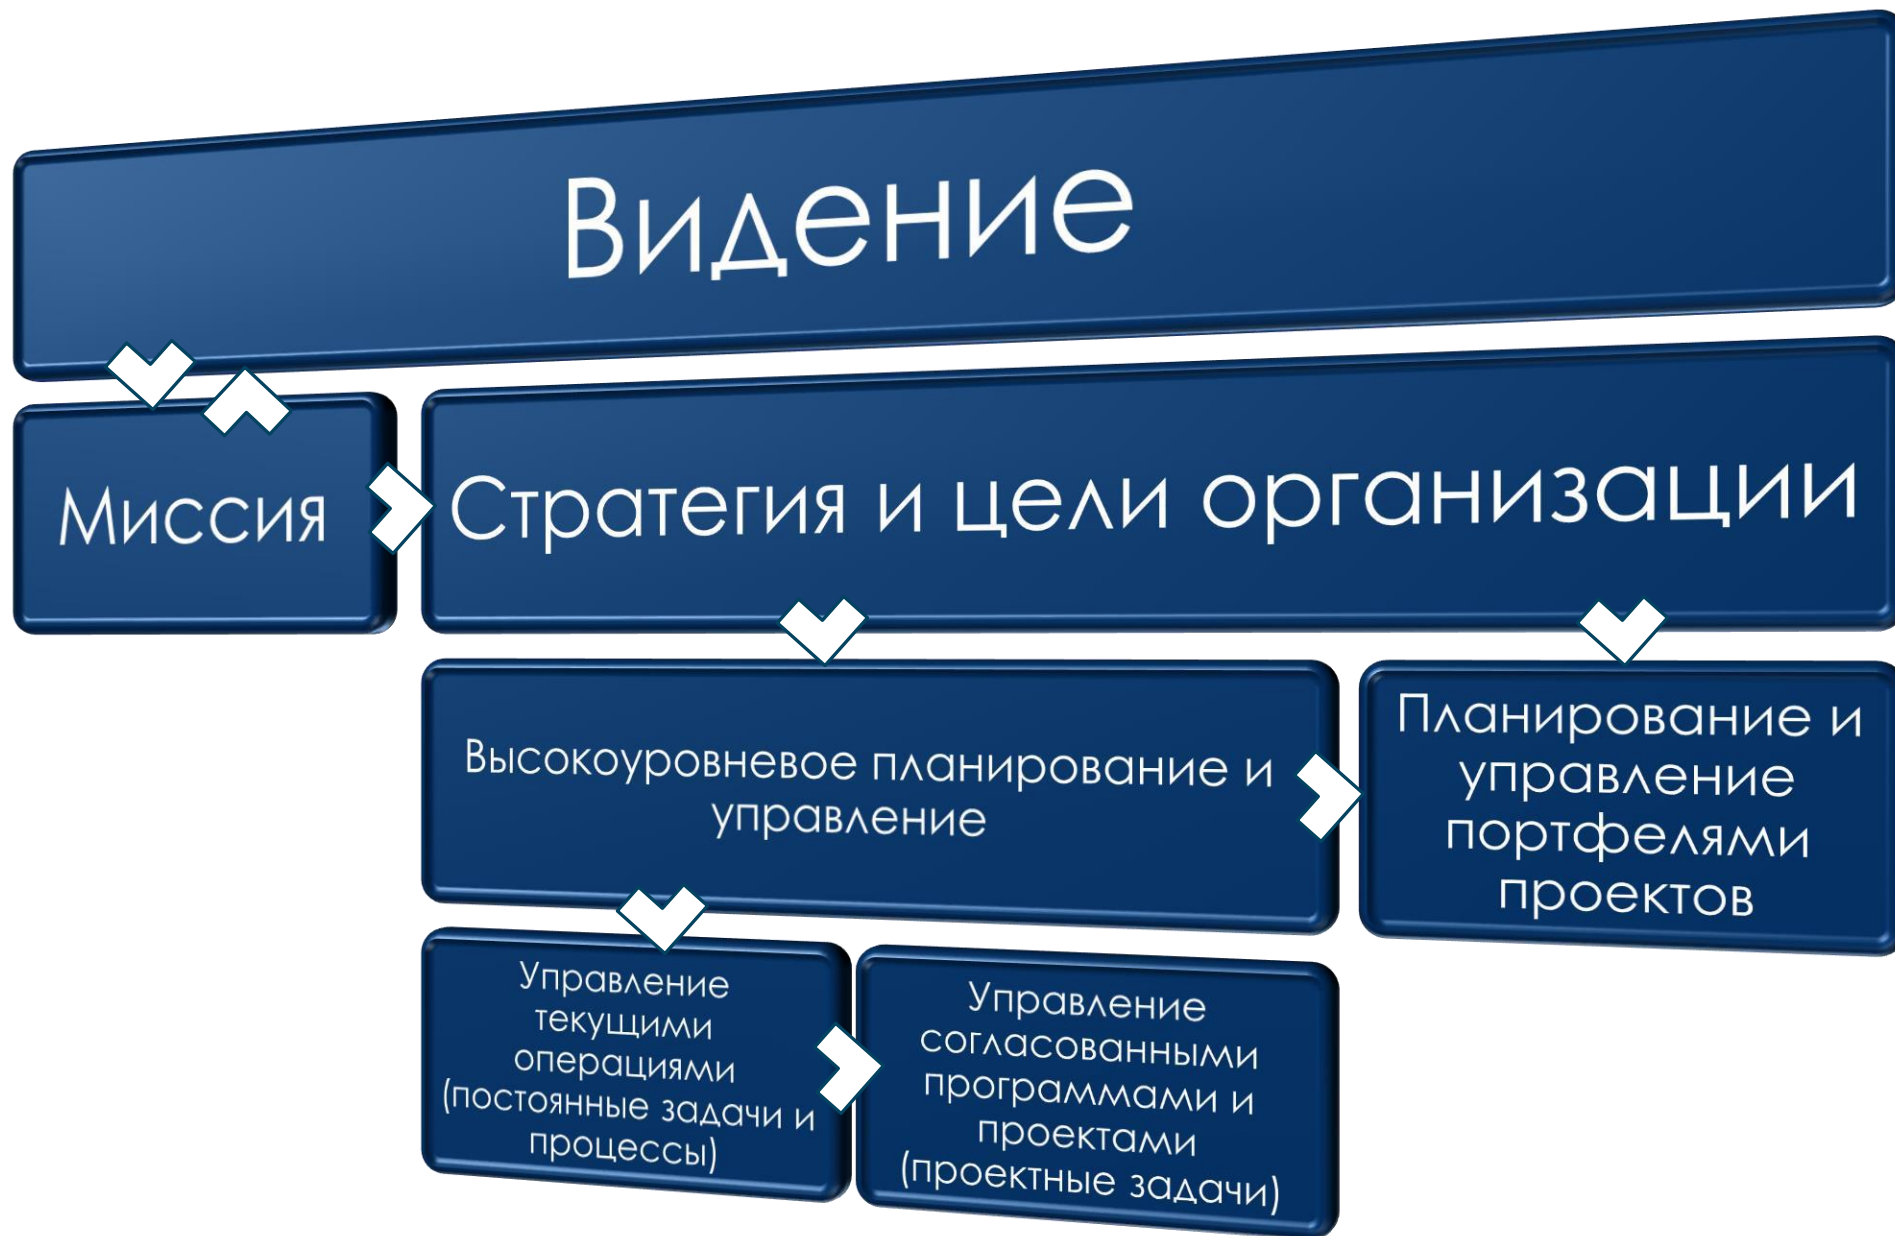 Видение
Миссия
Стратегия и цели организации
Высокоуровневое планирование и
управление
Планирование и
управление
портфелями
проектов
Управление
текущими
операциями
(постоянные задачи и
процессы)
Управление
согласованными
программами и
проектами
(проектные задачи)